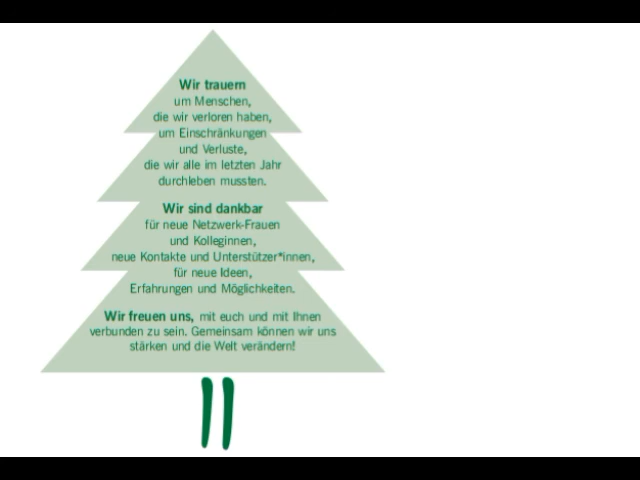 Wir trauern
um Menschen,
die wir verloren haben,
um Einschränkungen
und Verluste,
die wir alle im letzten Jahr
durchleben mussten.
Wir sind dankbar
für neue Netzwerk-Frauen
und Kolleginnen,
neue Kontakte und Unterstützer*innen,
für neue Ideen,
Erfahrungen und Möglichkeiten.
Wir freuen uns, mit euch und mit Ihnen
verbunden zu sein. Gemeinsam können wir uns
stärken und die Welt verändern!